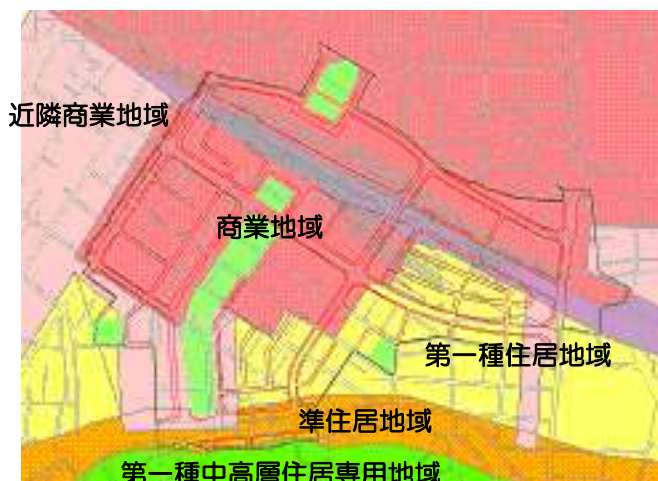 近隣商業地域
商業地域
第一種住居地域
準住居地域
第一種中高層住居専用地域